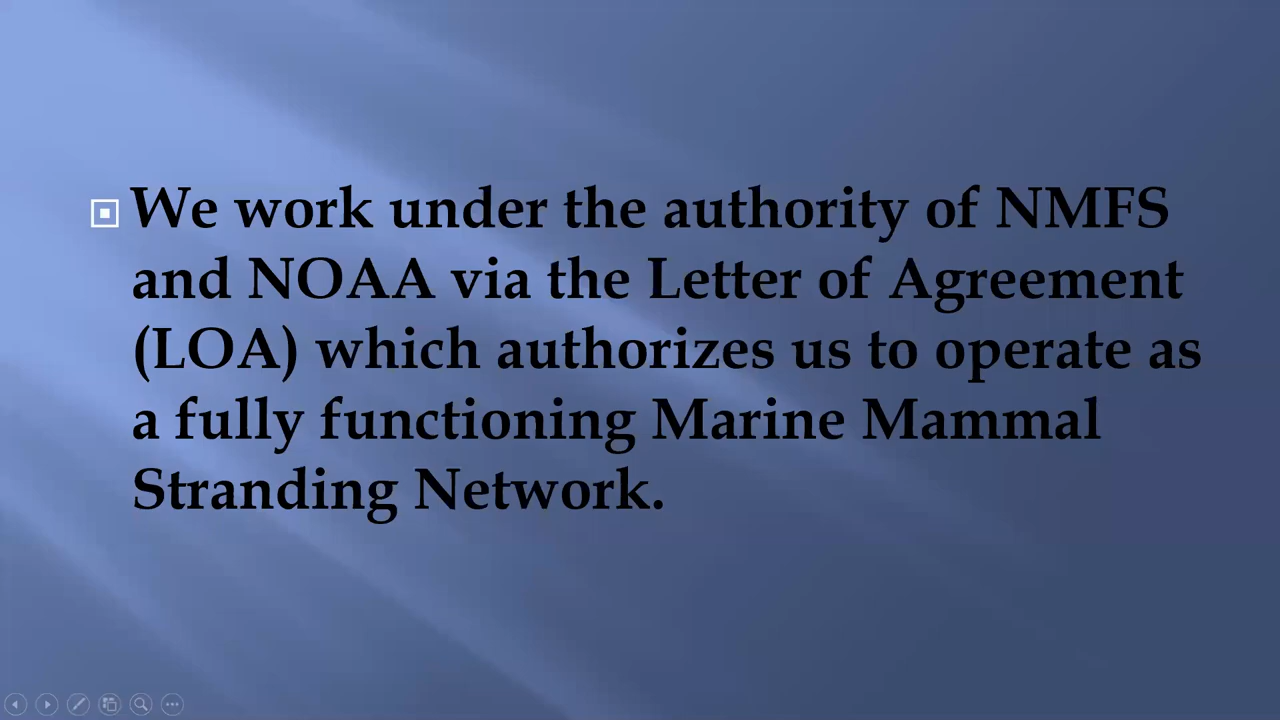 We work under the authority of NMFS
and NOAA via the Letter of Agreement
(LOA) which authorizes us to operate as
a fully functioning Marine Mammal
Stranding Network.